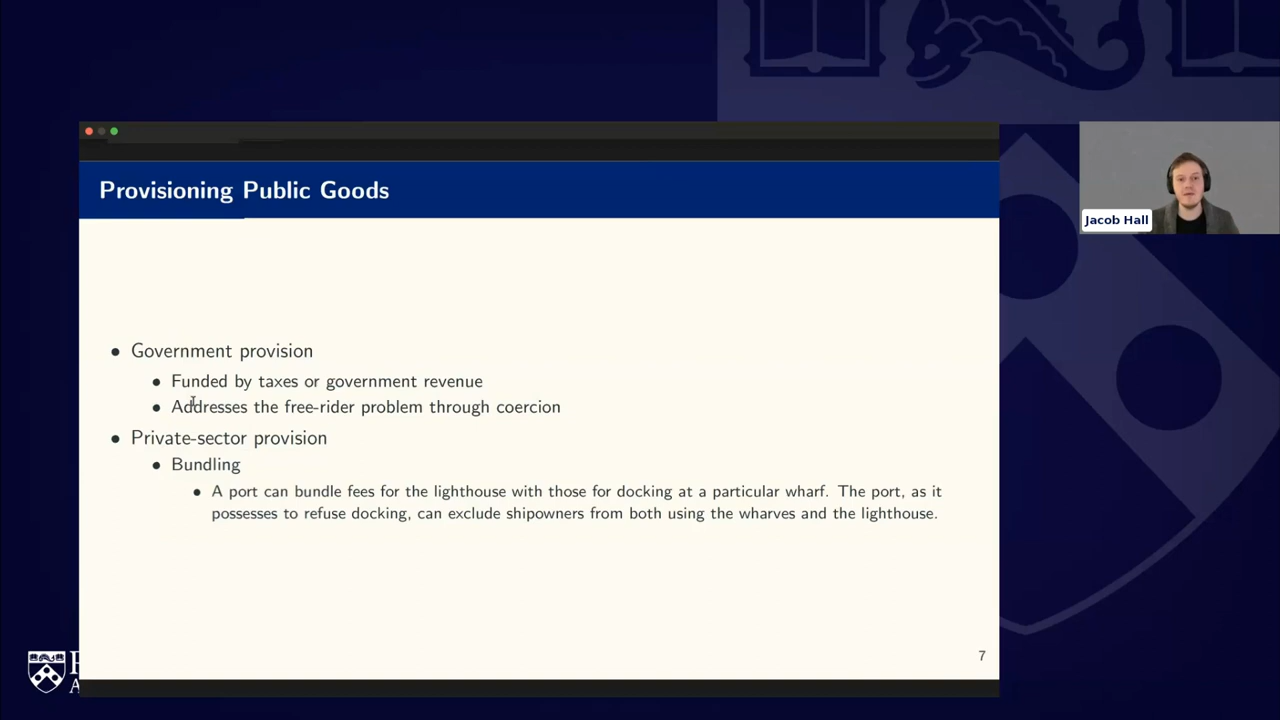 Provisioning Public Goods
Jacob Hall
• Government provision
• Funded by taxes or government revenue
• Addresses the free-rider problem through coercion
• Private-sector provision
• Bundling
• A port can bundle fees for the lighthouse with those for docking at a particular wharf. The port, as it
possesses to refuse docking, can exclude shipowners from both using the wharves and the lighthouse.
7